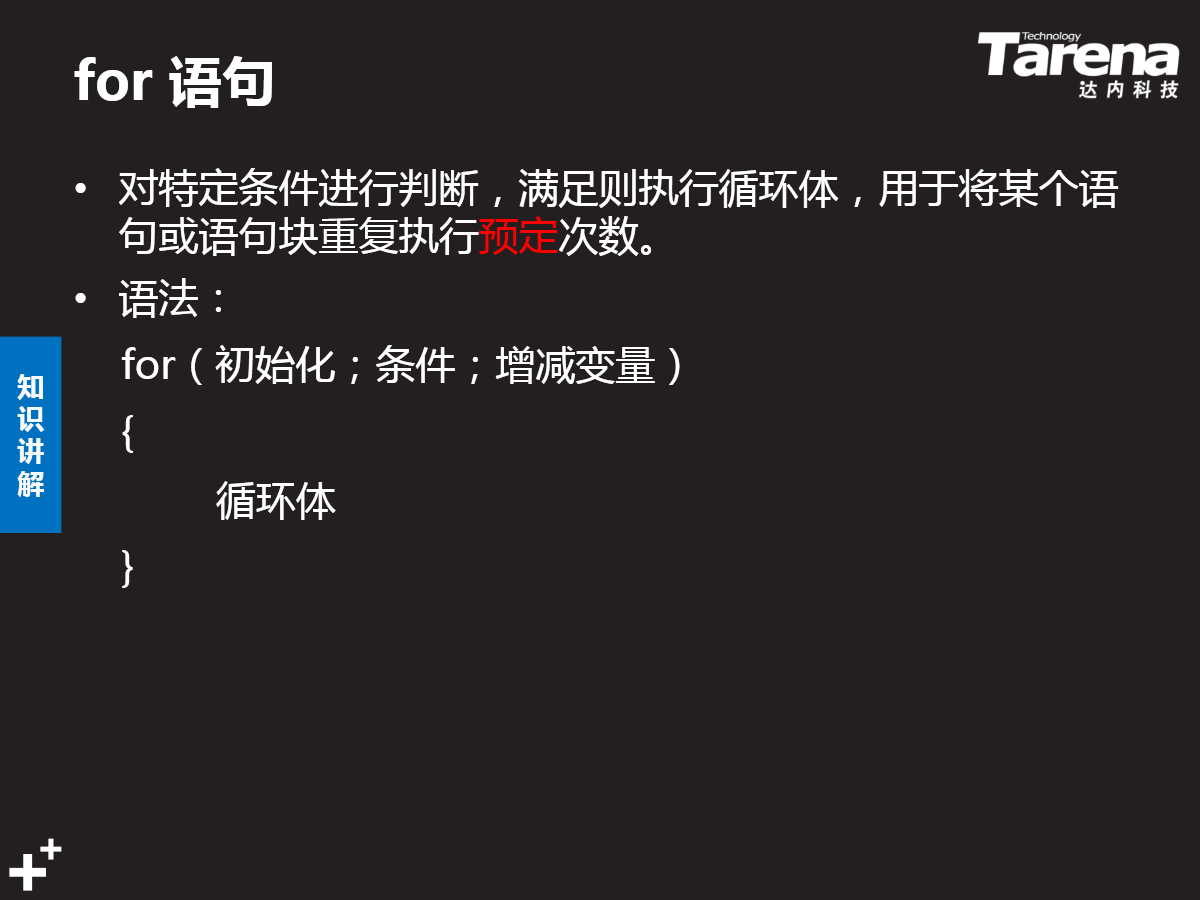 for 语句
Technology
Tarena
达内科技
• 对特定条件进行判断，满足则执行循环体，用于将某个语
句或语句块重复执行预定次数。
• 语法：
for（初始化；条件；增减变量）
{
循环体
}
知
识
讲
解